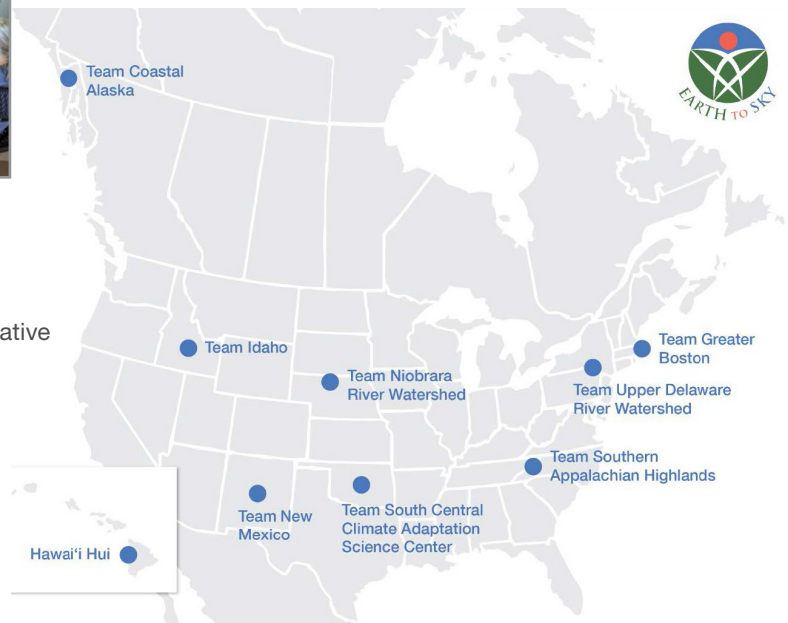 Team Coastal
Alaska
EARTH TO SKY
ative
Team Idaho
Team Niobrara
River Watershed
Team Greater
Boston
Team Upper Delaware
River Watershed
Team Southern
Appalachian Highlands
Team New
Mexico
Team South Central
Climate Adaptation
Science Center
Hawaiʻi Hui